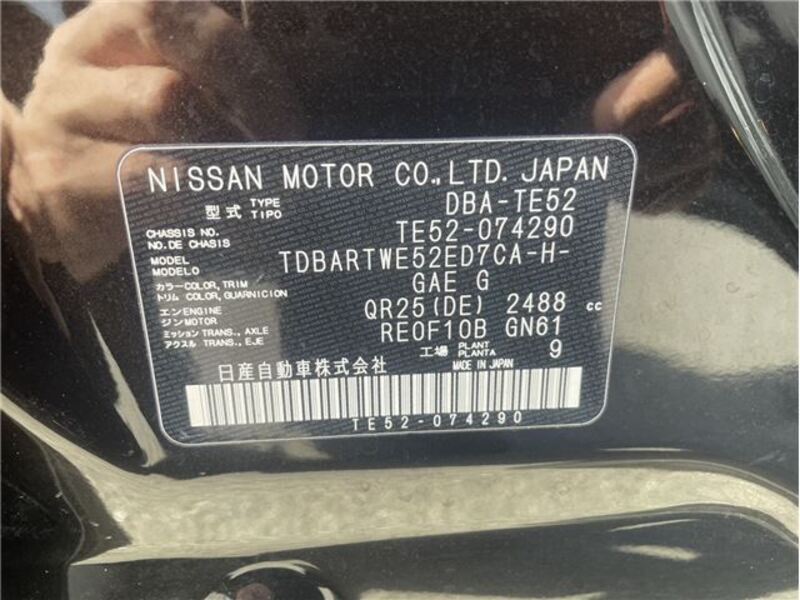 NISSAN MOTOR CO.,LTD. JAPAN
型式 TYPE TIPO DBA-TE52
CHASSIS NO. NO.DE CHASIS TE52-074290
MODEL MODELO TDBARTWE52ED7CA-H-
カラー COLOR, TRIM トリム COLOR, GUARNICION GAE G
エンジン ENGINE MOTOR QR25(DE) 2488 cc
ミッション TRANS., AXLE アクスル TRANS., EJE RE0F10B GN61
工場 PLANT PLANTA 9
日産自動車株式会社 MADE IN JAPAN
TE52-074290